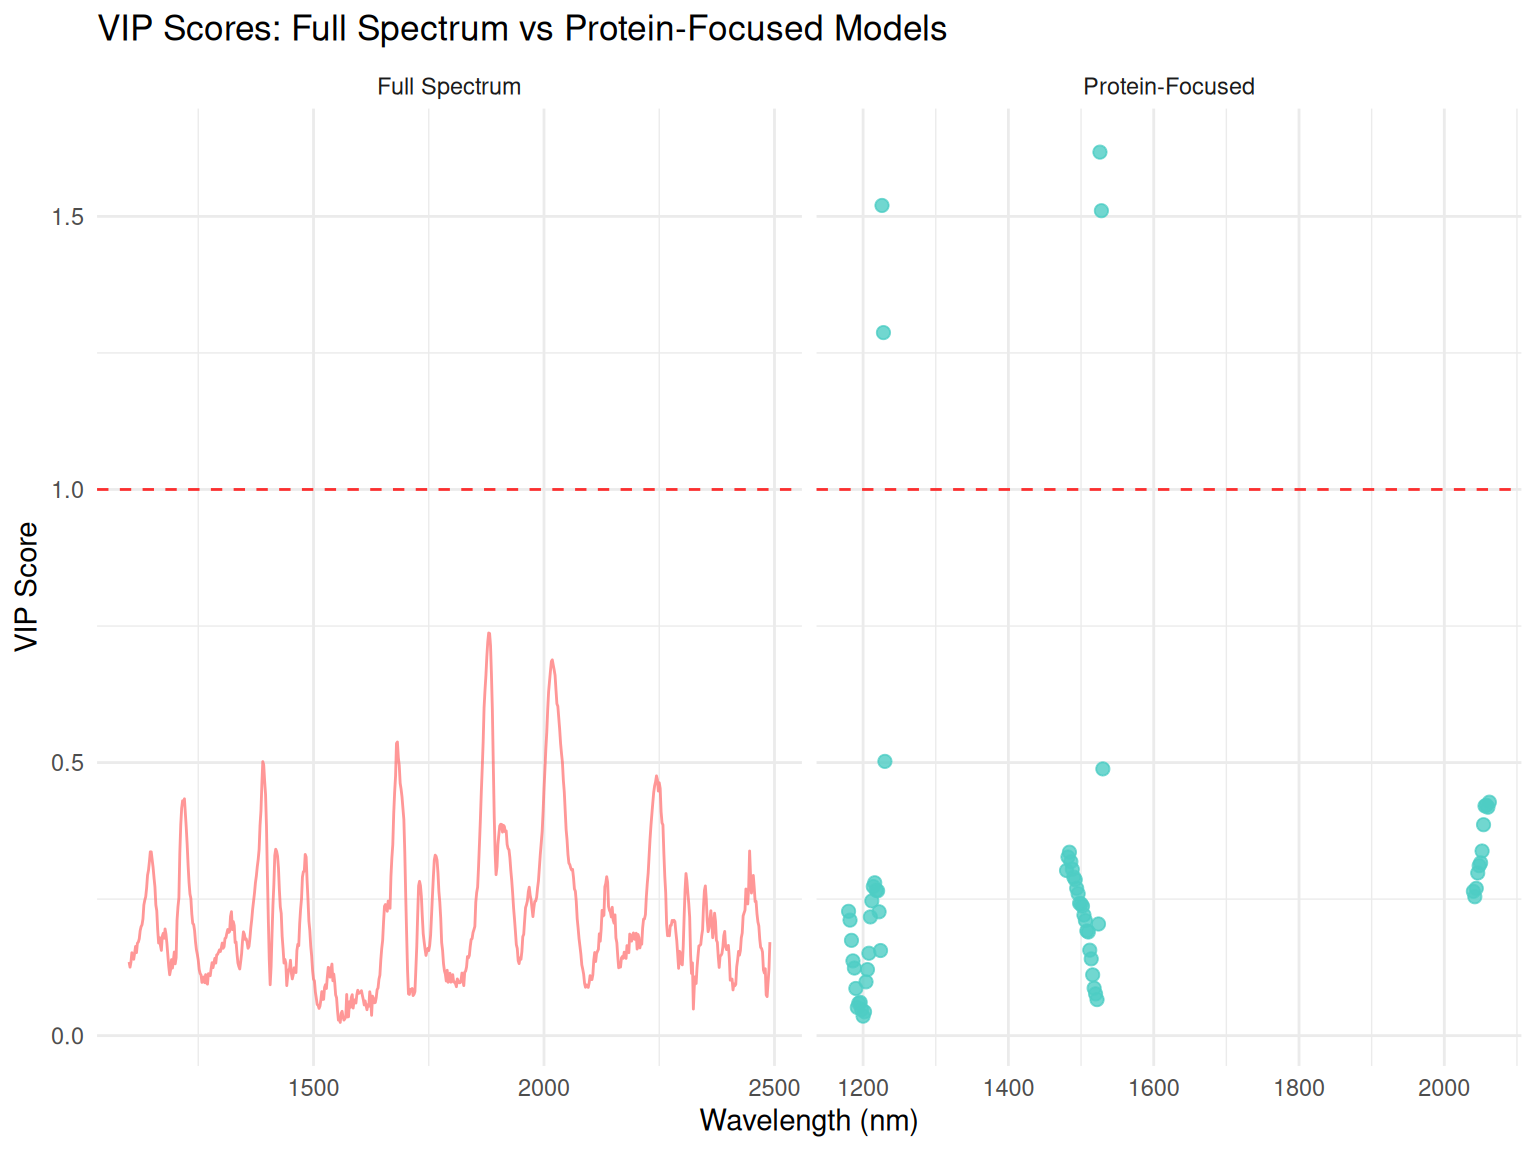 VIP Scores: Full Spectrum vs Protein-Focused Models
Full Spectrum
Protein-Focused
1.5
1.0
0.5
0.0
VIP Score
1500 2000 2500
1200 1400 1600 1800 2000
Wavelength (nm)